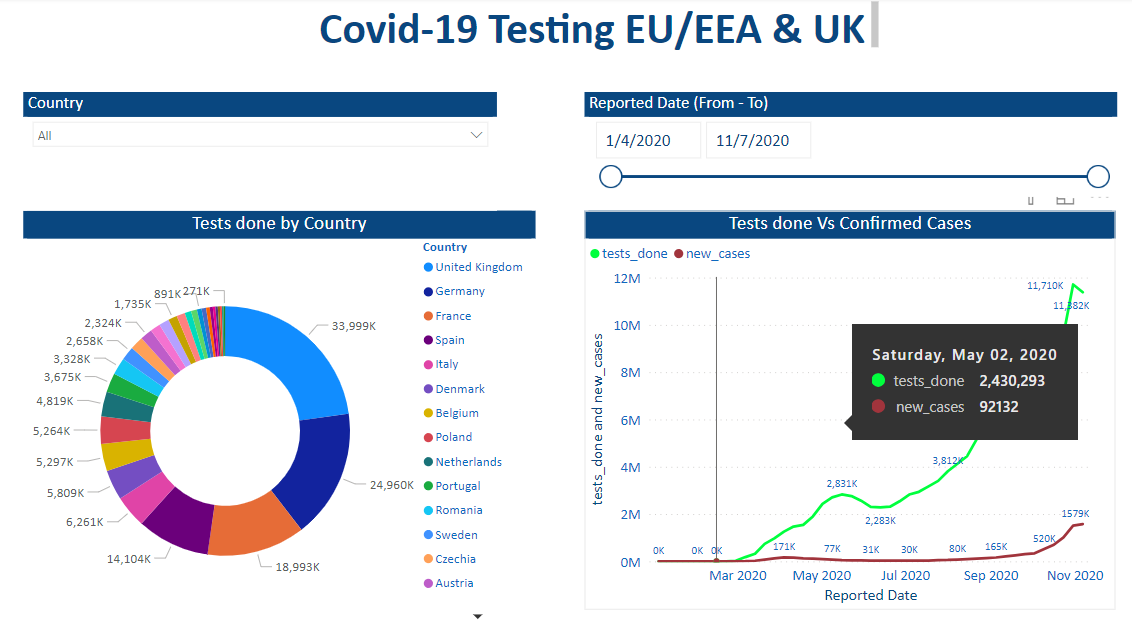 Covid-19 Testing EU/EEA & UK
Country
All
Reported Date (From - To)
1/4/2020 11/7/2020
Tests done by Country
Country
United Kingdom
Germany
France
Spain
Italy
Denmark
Belgium
Poland
Netherlands
Portugal
Romania
Sweden
Czechia
Austria
33,999K
24,960K
18,993K
14,104K
6,261K
5,809K
5,297K
5,264K
4,819K
3,675K
3,328K
2,658K
2,324K
1,735K
891K
271K
Tests done Vs Confirmed Cases
tests_done new_cases
tests_done and new_cases
12M
10M
8M
6M
4M
2M
0M
11,710K
11,382K
Saturday, May 02, 2020
tests_done 2,430,293
new_cases 92132
3,812K
2,831K
2,283K
1579K
0K 0K 0K 171K 77K 31K 30K 80K 165K 520K
Mar 2020 May 2020 Jul 2020 Sep 2020 Nov 2020
Reported Date